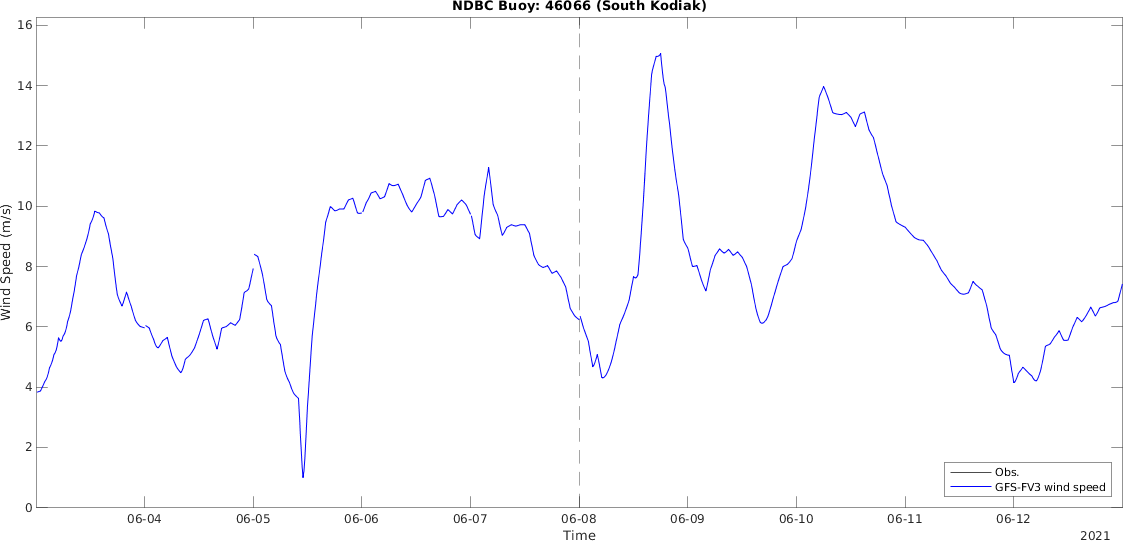 NDBC Buoy: 46066 (South Kodiak)
16
14
12
10
8
6
4
2
0
Wind Speed (m/s)
Obs.
GFS-FV3 wind speed
06-04 06-05 06-06 06-07 06-08 06-09 06-10 06-11 06-12
Time
2021